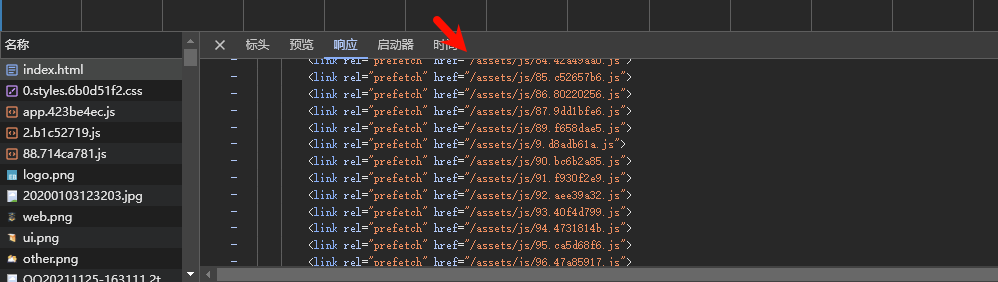 名称
index.html
0.styles.6b0d51f2.css
app.423be4ec.js
2.b1c52719.js
88.714ca781.js
logo.png
20200103123203.jpg
web.png
ui.png
other.png
QQ20211125-163111.2t
标头 预览 响应 启动器 时间
<link rel="prefetch" href="/assets/js/84.42a49aa0.js">
<link rel="prefetch" href="/assets/js/85.c52657b6.js">
<link rel="prefetch" href="/assets/js/86.80220256.js">
<link rel="prefetch" href="/assets/js/87.9dd1bfe6.js">
<link rel="prefetch" href="/assets/js/89.f658dae5.js">
<link rel="prefetch" href="/assets/js/9.d8adb61a.js">
<link rel="prefetch" href="/assets/js/90.bc6b2a85.js">
<link rel="prefetch" href="/assets/js/91.f930f2e9.js">
<link rel="prefetch" href="/assets/js/92.aee39a32.js">
<link rel="prefetch" href="/assets/js/93.40f4d799.js">
<link rel="prefetch" href="/assets/js/94.4731814b.js">
<link rel="prefetch" href="/assets/js/95.ca5d68f6.js">
<link rel="prefetch" href="/assets/js/96.47a85917.js">